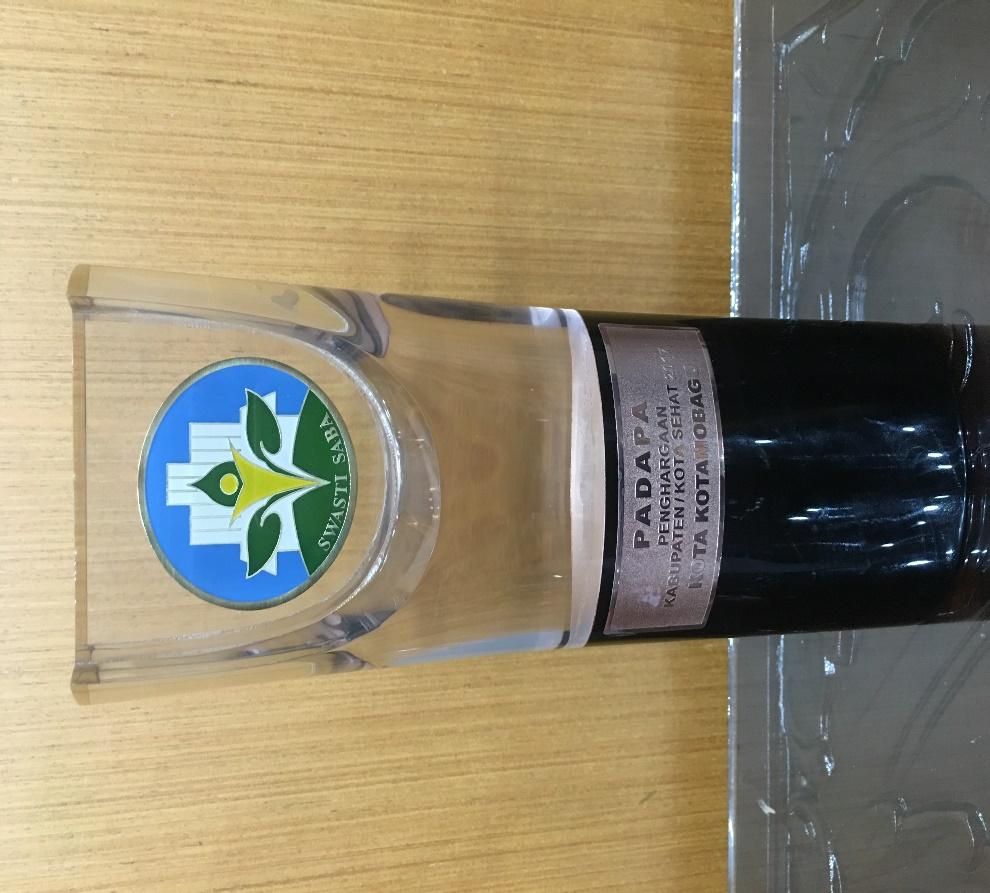 SWASTI SABA
PADAPA
PENGHARGAAN
KABUPATEN / KOTA SEHAT 2017
KOTA KOTAMOBAGU